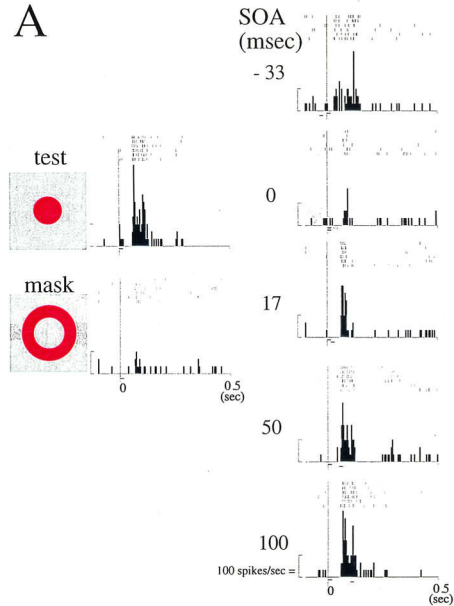 A
SOA
(msec)
- 33
test
0
mask
17
0
0.5
(sec)
50
100
100 spikes/sec =
0
0.5
(sec)